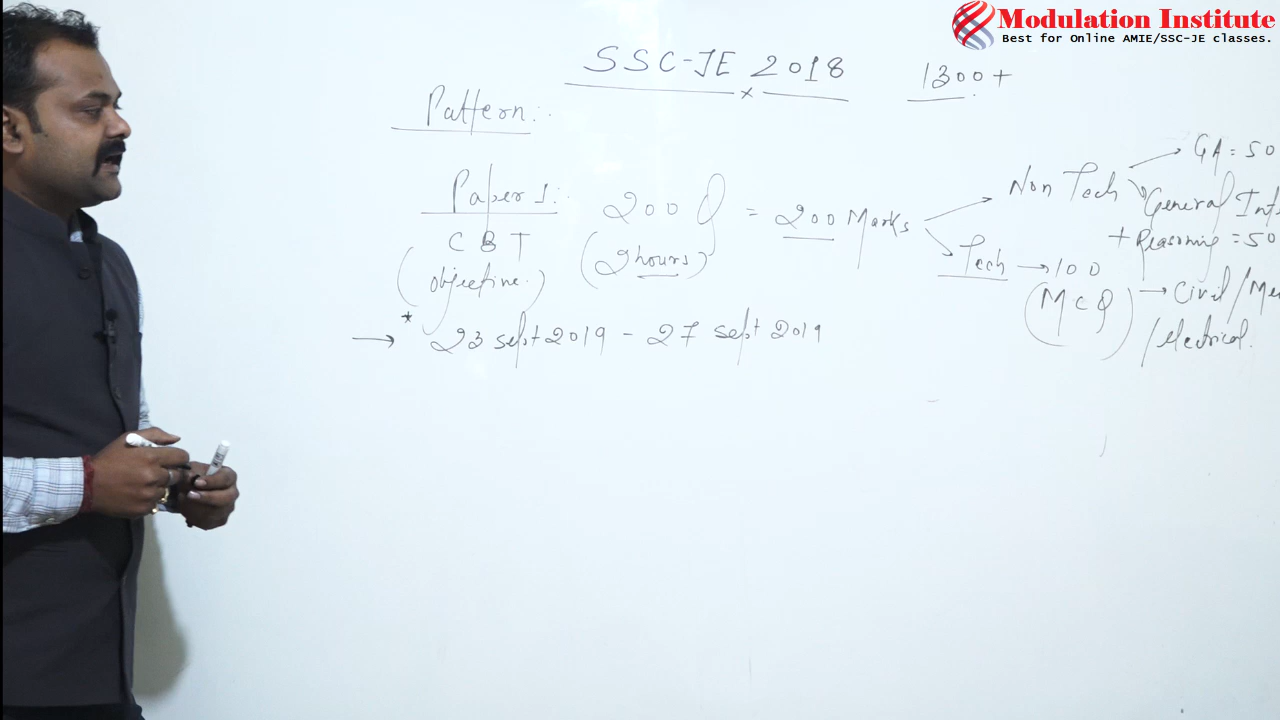 Modulation Institute
Best for Online AMIE/SSC-JE classes.
SSC-JE 2018
1300+
Pattern:-
Paper 1:-
CBT
(objective.)
200 Q = 200 Marks
(2 hours)
Non Tech
GA = 50
General Int
+ Reasoning = 50
Tech → 100
(MCQ)
→ Civil/Me
/electrical.
*
→ 23 sept 2019 - 27 sept 2019